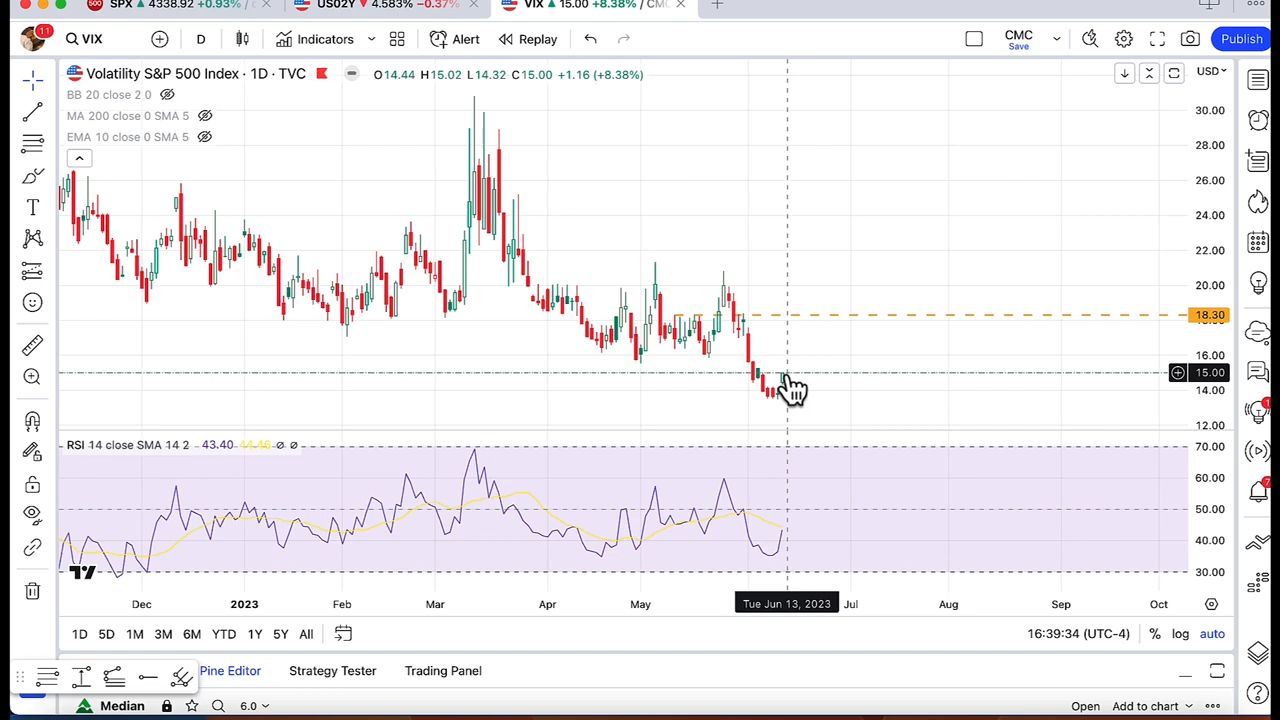 500 SPX ▲ 4338.92 +0.93% / US02Y ▼ 4.583% −0.37% VIX ▲ 15.00 +8.38% / CMC
11 VIX D Indicators Alert Replay CMC Save Publish
Volatility S&P 500 Index · 1D · TVC O14.44 H15.02 L14.32 C15.00 +1.16 (+8.38%) USD
BB 20 close 2 0
MA 200 close 0 SMA 5
EMA 10 close 0 SMA 5
30.00
28.00
26.00
24.00
22.00
20.00
18.30
16.00
15.00
14.00
12.00
RSI 14 close SMA 14 2 43.40 44.46 ∅ ∅ 70.00
60.00
50.00
40.00
30.00
1
7
Dec 2023 Feb Mar Apr May Tue Jun 13, 2023 Jul Aug Sep Oct
1D 5D 1M 3M 6M YTD 1Y 5Y All 16:39:34 (UTC-4) % log auto
Pine Editor Strategy Tester Trading Panel
Median 6.0 Open Add to chart